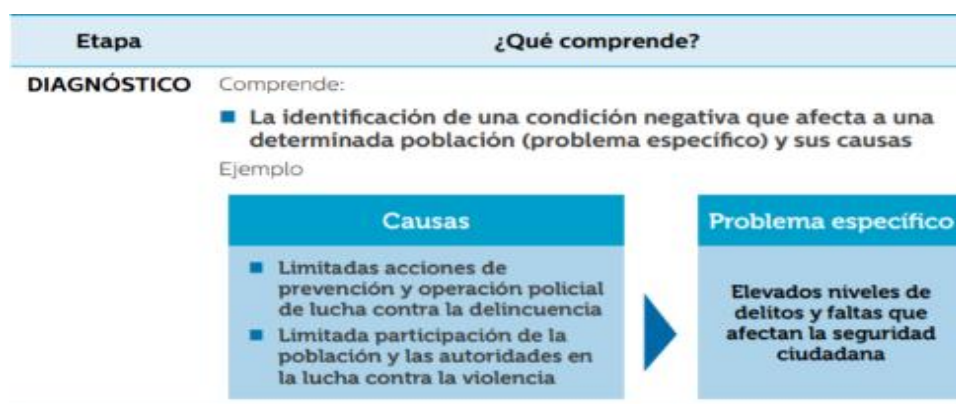 Etapa
¿Qué comprende?
DIAGNÓSTICO
Comprende:
La identificación de una condición negativa que afecta a una
determinada población (problema específico) y sus causas
Ejemplo
Causas
Limitadas acciones de
prevención y operación policial
de lucha contra la delincuencia
Limitada participación de la
población y las autoridades en
la lucha contra la violencia
Problema específico
Elevados niveles de
delitos y faltas que
afectan la seguridad
ciudadana